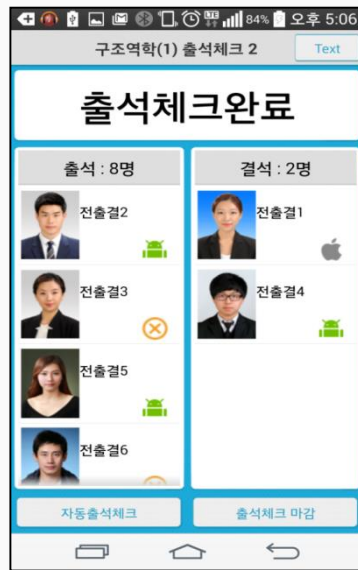 84% 오후 5:06
구조역학(1) 출석체크 2
Text
출석체크완료
출석 : 8명
전출결2
전출결3
전출결5
전출결6
결석 : 2명
전출결1
전출결4
자동출석체크
출석체크 마감